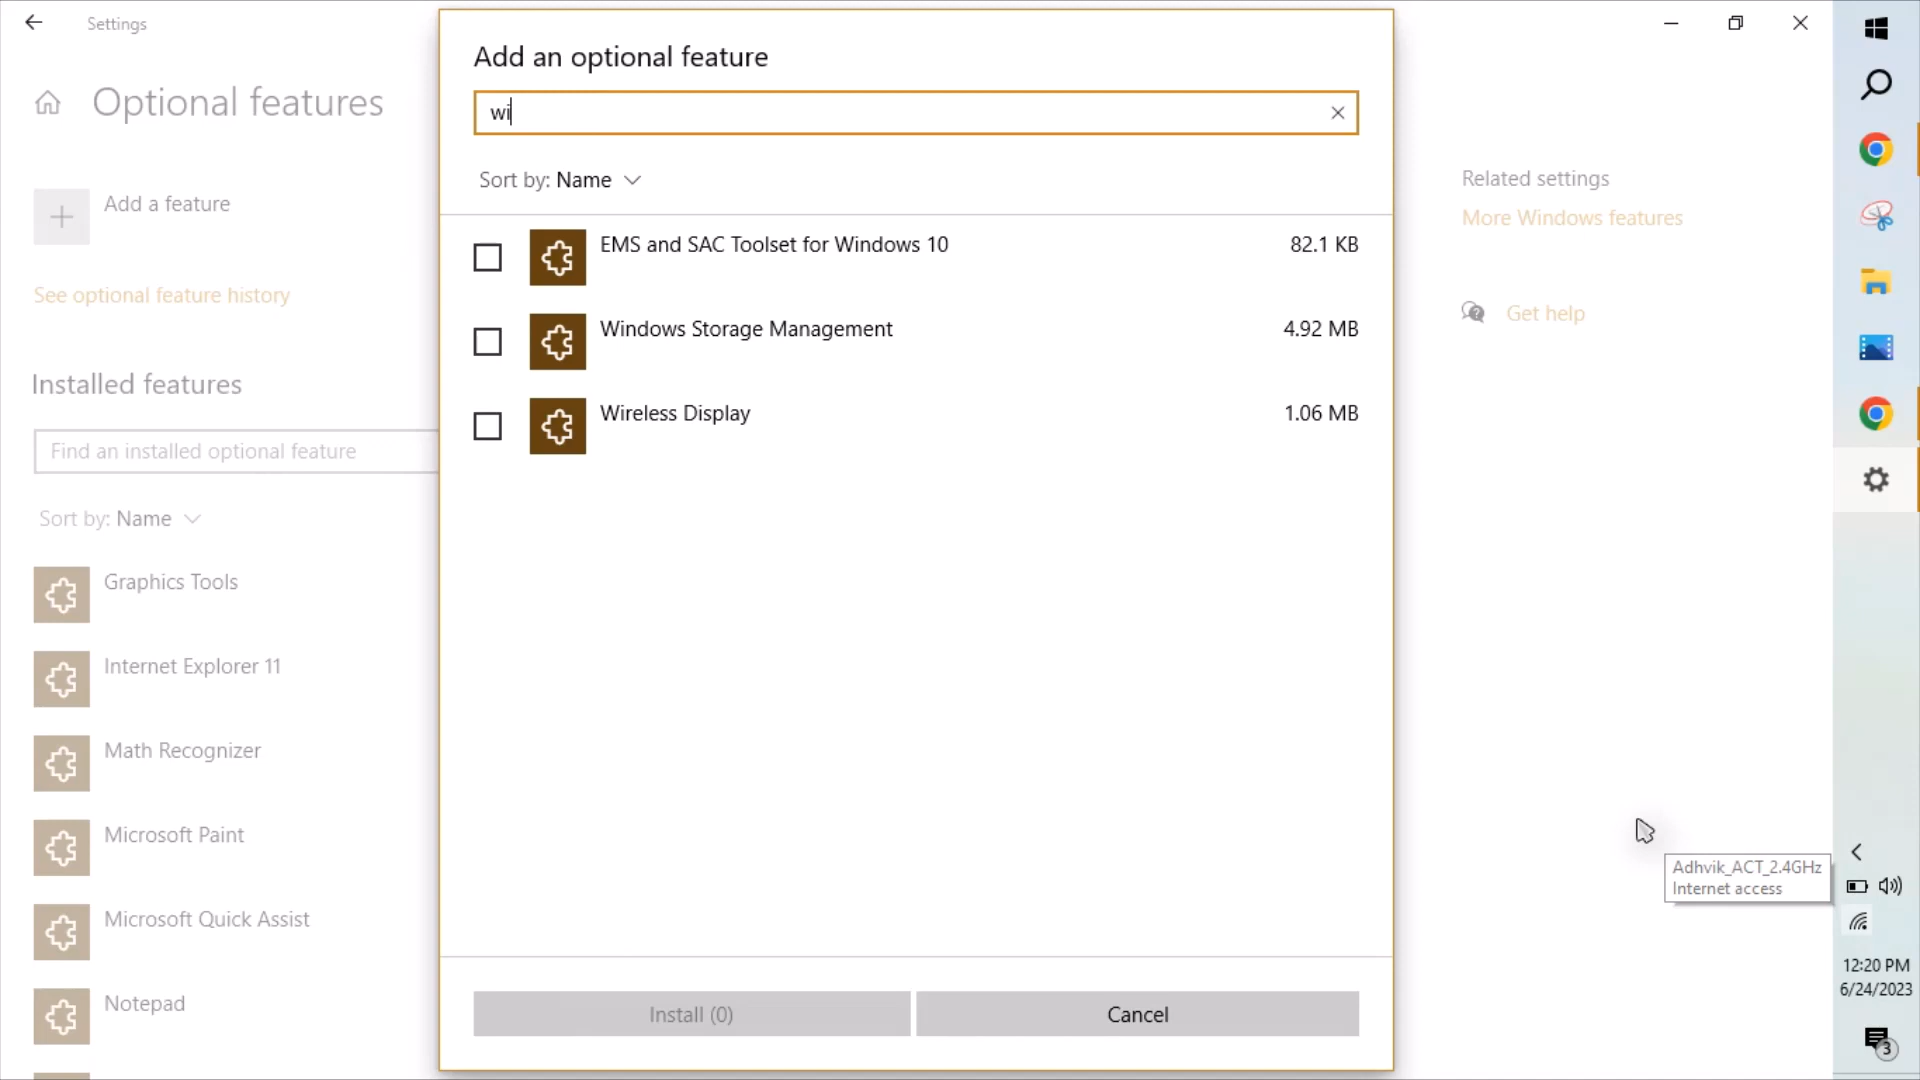 Settings
Optional features
Add a feature
See optional feature history
Installed features
Find an installed optional feature
Sort by: Name
Graphics Tools
Internet Explorer 11
Math Recognizer
Microsoft Paint
Microsoft Quick Assist
Notepad
Add an optional feature
wi
Sort by: Name
EMS and SAC Toolset for Windows 10 82.1 KB
Windows Storage Management 4.92 MB
Wireless Display 1.06 MB
Install (0)
Cancel
Related settings
More Windows features
Get help
Adhvik_ACT_2.4GHz
Internet access
12:20 PM
6/24/2023
3